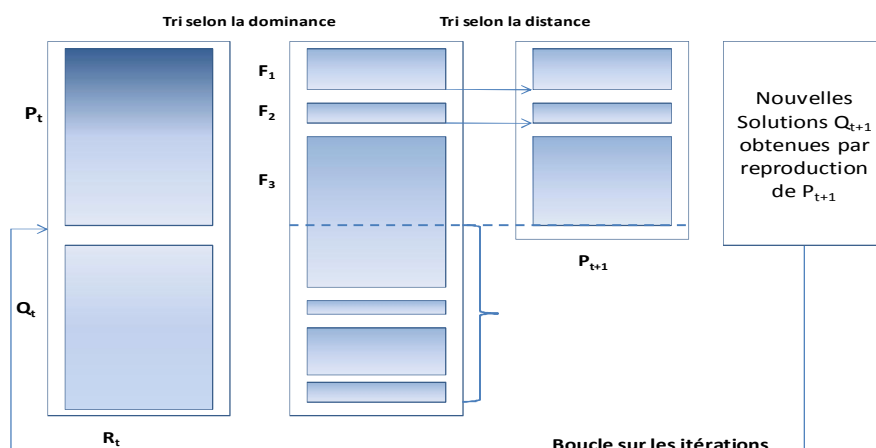 Tri selon la dominance
Tri selon la distance
F1
Pt
F2
F3
Nouvelles
Solutions Qt+1
obtenues par
reproduction
de Pt+1
Pt+1
Qt
Rt
Boucle sur les itérations